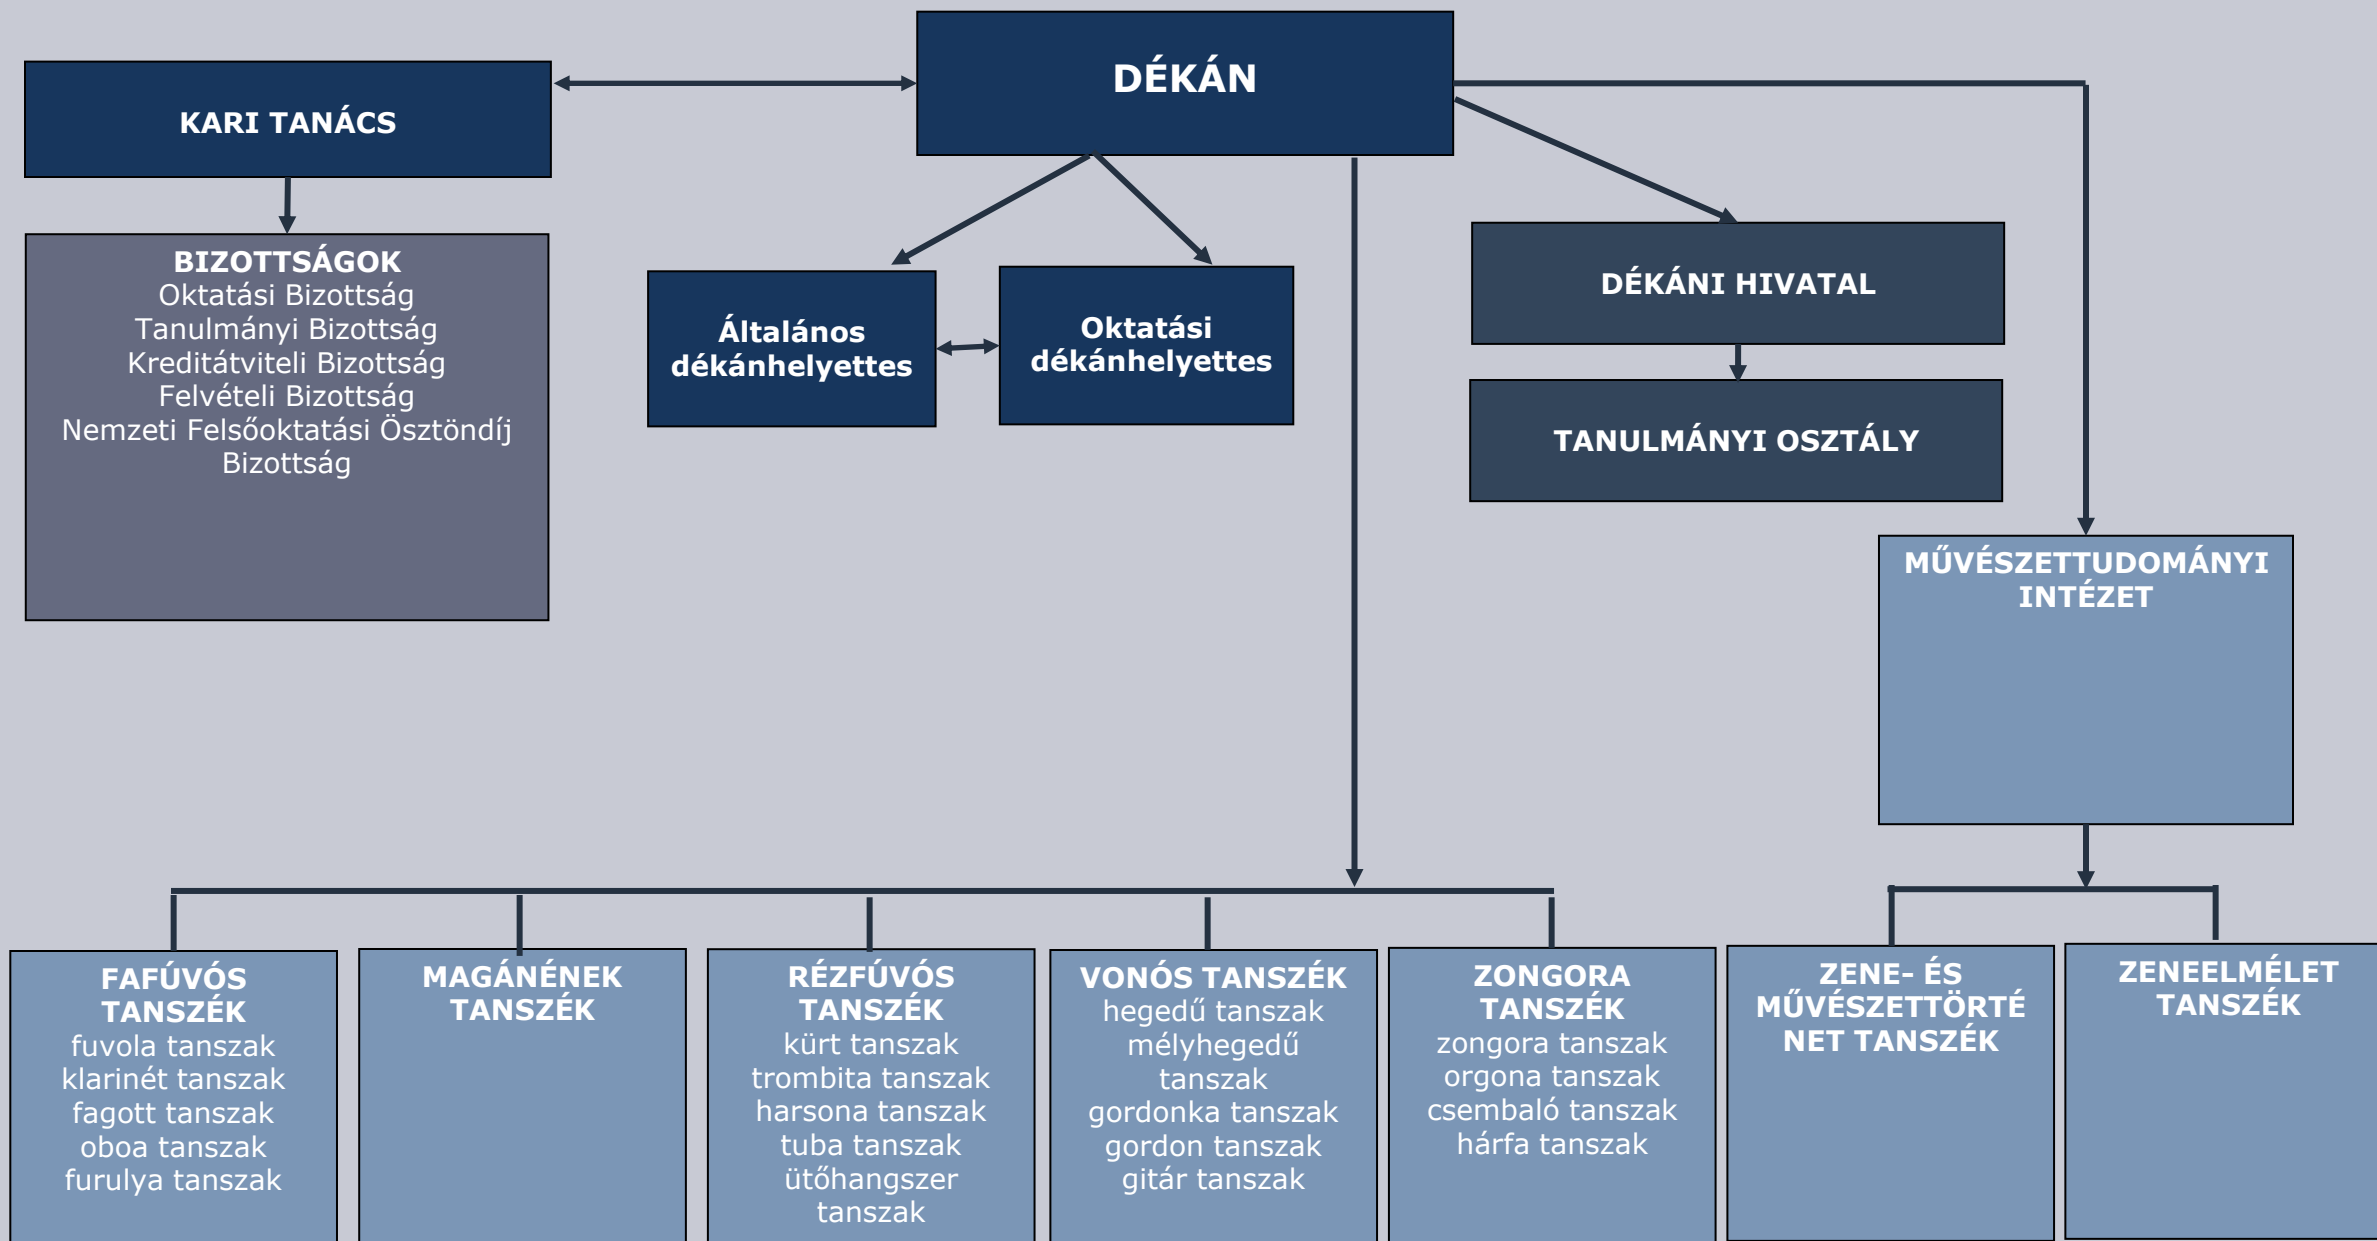 DÉKÁN
KARI TANÁCS
BIZOTTSÁGOK
Oktatási Bizottság
Tanulmányi Bizottság
Kreditátviteli Bizottság
Felvételi Bizottság
Nemzeti Felsőoktatási Ösztöndíj
Bizottság
Általános
dékánhelyettes
Oktatási
dékánhelyettes
DÉKÁNI HIVATAL
TANULMÁNYI OSZTÁLY
MŰVÉSZETTUDOMÁNYI
INTÉZET
FAFÚVÓS
TANSZÉK
fuvola tanszak
klarinét tanszak
fagott tanszak
oboa tanszak
furulya tanszak
MAGÁNÉNEK
TANSZÉK
RÉZFÚVÓS
TANSZÉK
kürt tanszak
trombita tanszak
harsona tanszak
tuba tanszak
ütőhangszer
tanszak
VONÓS TANSZÉK
hegedű tanszak
mélyhegedű
tanszak
gordonka tanszak
gordon tanszak
gitár tanszak
ZONGORA
TANSZÉK
zongora tanszak
orgona tanszak
csembaló tanszak
hárfa tanszak
ZENE- ÉS
MŰVÉSZETTÖRTÉ
NET TANSZÉK
ZENEELMÉLET
TANSZÉK